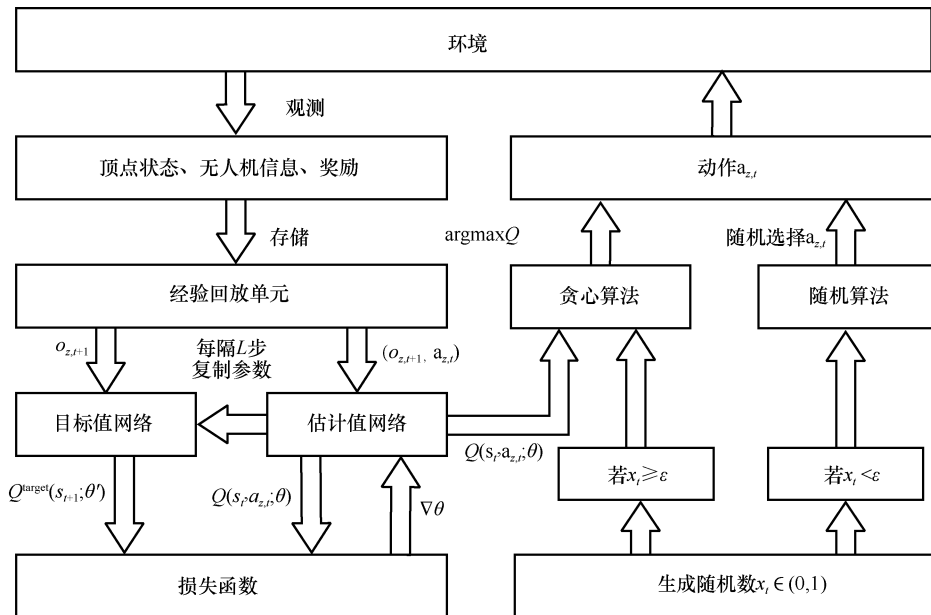 环境
观测
顶点状态、无人机信息、奖励
动作a_{z,t}
存储
argmaxQ
随机选择a_{z,t}
经验回放单元
贪心算法
随机算法
o_{z,t+1}
每隔L步
复制参数
(o_{z,t+1}, a_{z,t})
目标值网络
估计值网络
Q(s_t,a_{z,t};θ)
若x_t≥ε
若x_t<ε
Q^{target}(s_{t+1};θ′)
Q(s_t,a_{z,t};θ)
∇θ
损失函数
生成随机数x_t∈(0,1)